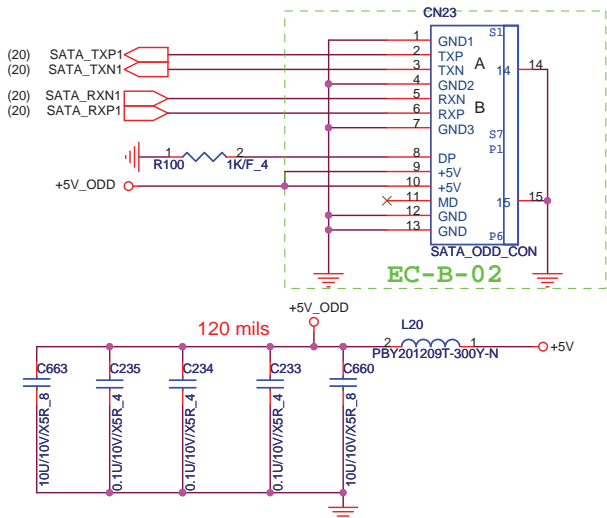 CN23
1 GND1 S1
(20) SATA_TXP1 2 TXP
(20) SATA_TXN1 3 TXN A 14 14
4 GND2
(20) SATA_RXN1 5 RXN B
(20) SATA_RXP1 6 RXP
7 GND3 S7
P1
1 2 8 DP
R100 1K/F_4 9 +5V
+5V_ODD 10 +5V
11 MD 15 15
12 GND
13 GND P6
SATA_ODD_CON
EC-B-02
+5V_ODD
120 mils
L20
2 1 +5V
PBY201209T-300Y-N
C663 C235 C234 C233 C660
10U/10V/X5R_8 0.1U/10V/X5R_4 0.1U/10V/X5R_4 0.1U/10V/X5R_4 10U/10V/X5R_8